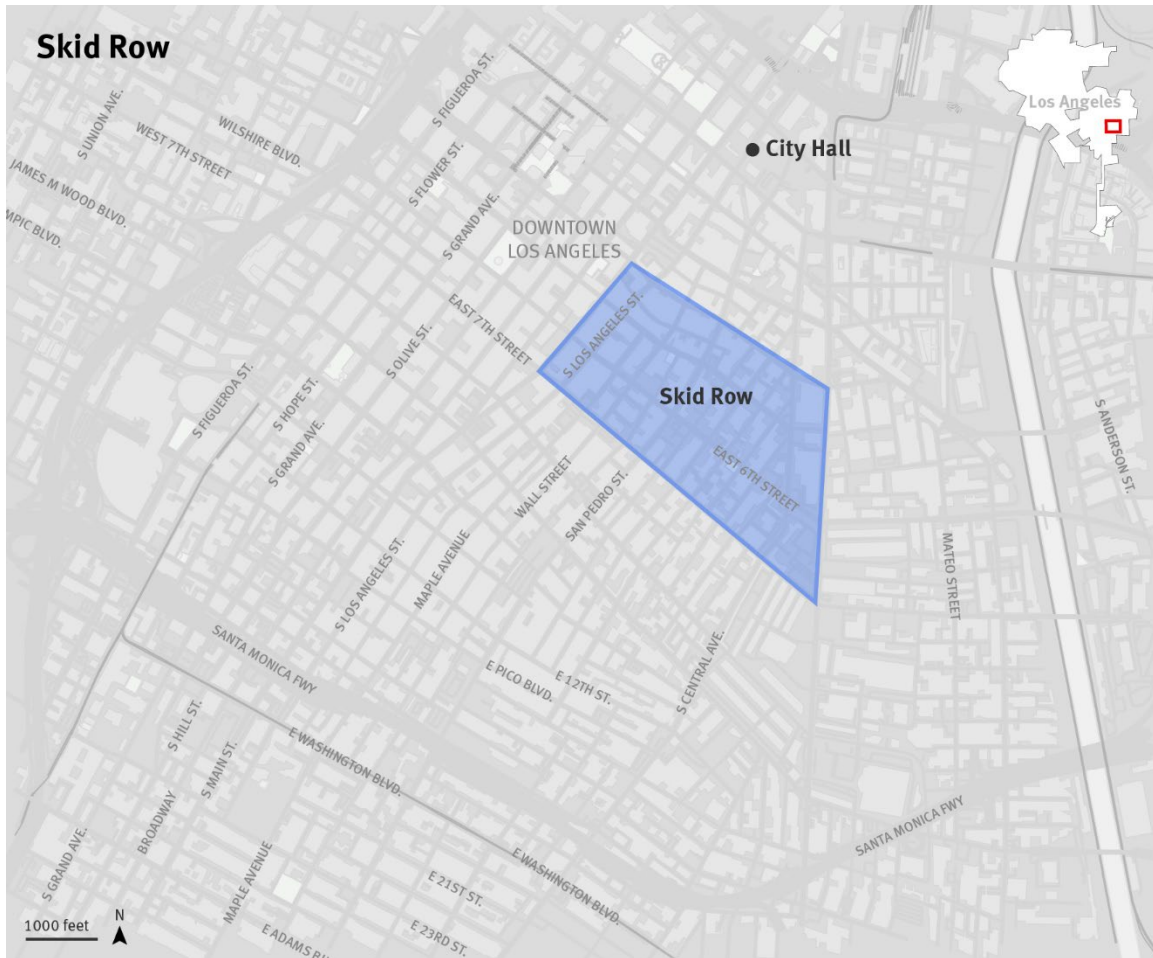 Skid Row
Los Angeles
City Hall
S FIGUEROA ST.
S UNION AVE.
WILSHIRE BLVD.
WEST 7TH STREET
JAMES M WOOD BLVD.
MPIC BLVD.
S FLOWER ST.
S GRAND AVE.
DOWNTOWN
LOS ANGELES
EAST 7TH STREET
S LOS ANGELES ST.
S OLIVE ST.
Skid Row
S FIGUEROA ST.
S HOPE ST.
S GRAND AVE.
S ANDERSON ST.
EAST 6TH STREET
WALL STREET
SAN PEDRO ST.
MAPLE AVENUE
S LOS ANGELES ST.
MATEO STREET
SANTA MONICA FWY
E PICO BLVD.
E 12TH ST.
S CENTRAL AVE.
S HILL ST.
S MAIN ST.
BROADWAY
E WASHINGTON BLVD.
SANTA MONICA FWY
S GRAND AVE.
MAPLE AVENUE
E WASHINGTON BLVD.
E 21ST ST.
E 23RD ST.
E ADAMS B
1000 feet
N